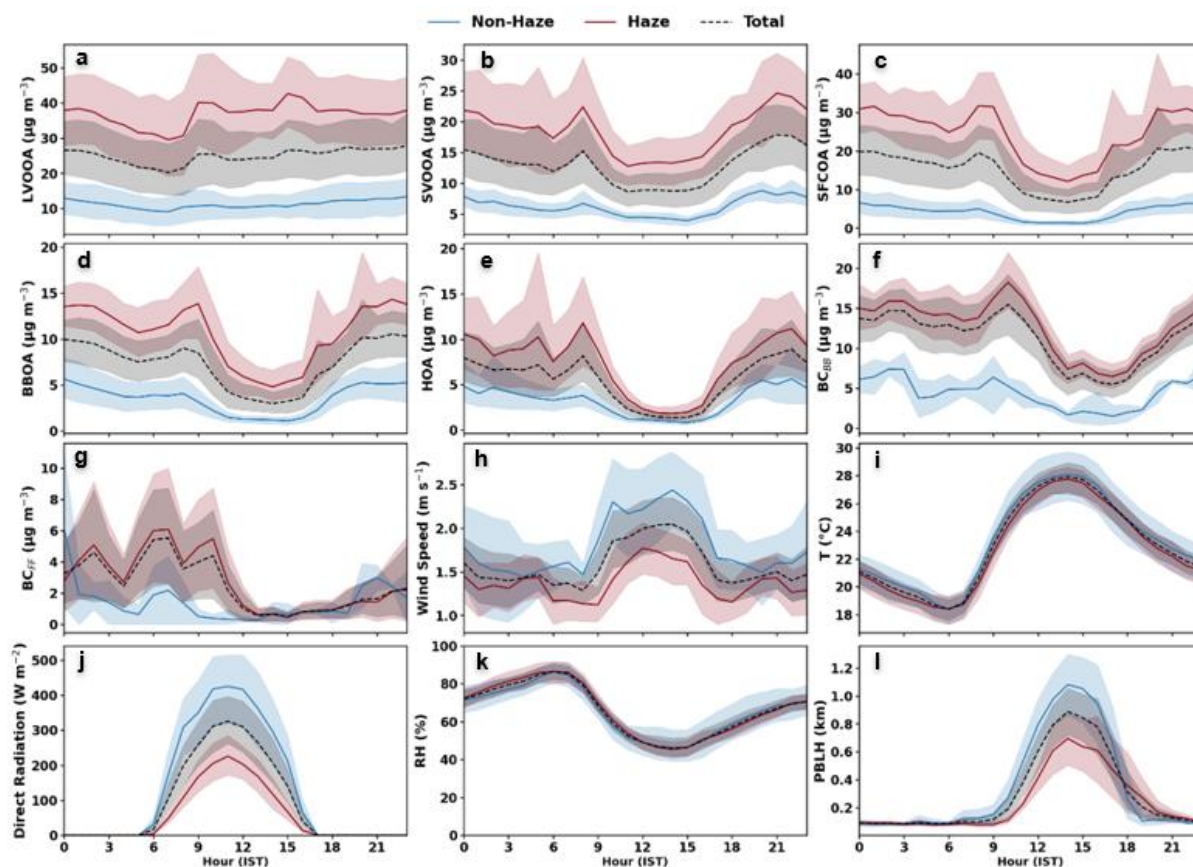 Non-Haze Haze Total
a
LVOOA (µg m⁻³)
50
40
30
20
10
b
SVOOA (µg m⁻³)
30
25
20
15
10
5
c
SFCOA (µg m⁻³)
40
30
20
10
0
d
BBOA (µg m⁻³)
20
15
10
5
0
e
HOA (µg m⁻³)
20
15
10
5
0
f
BC_BB (µg m⁻³)
20
15
10
5
0
g
BC_FF (µg m⁻³)
10
8
6
4
2
0
h
Wind Speed (m s⁻¹)
2.5
2.0
1.5
1.0
i
T (°C)
30
28
26
24
22
20
18
j
Direct Radiation (W m⁻²)
500
400
300
200
100
0
0 3 6 9 12 15 18 21
Hour (IST)
k
RH (%)
100
80
60
40
20
0
0 3 6 9 12 15 18 21
Hour (IST)
l
PBLH (km)
1.2
1.0
0.8
0.6
0.4
0.2
0 3 6 9 12 15 18 21
Hour (IST)